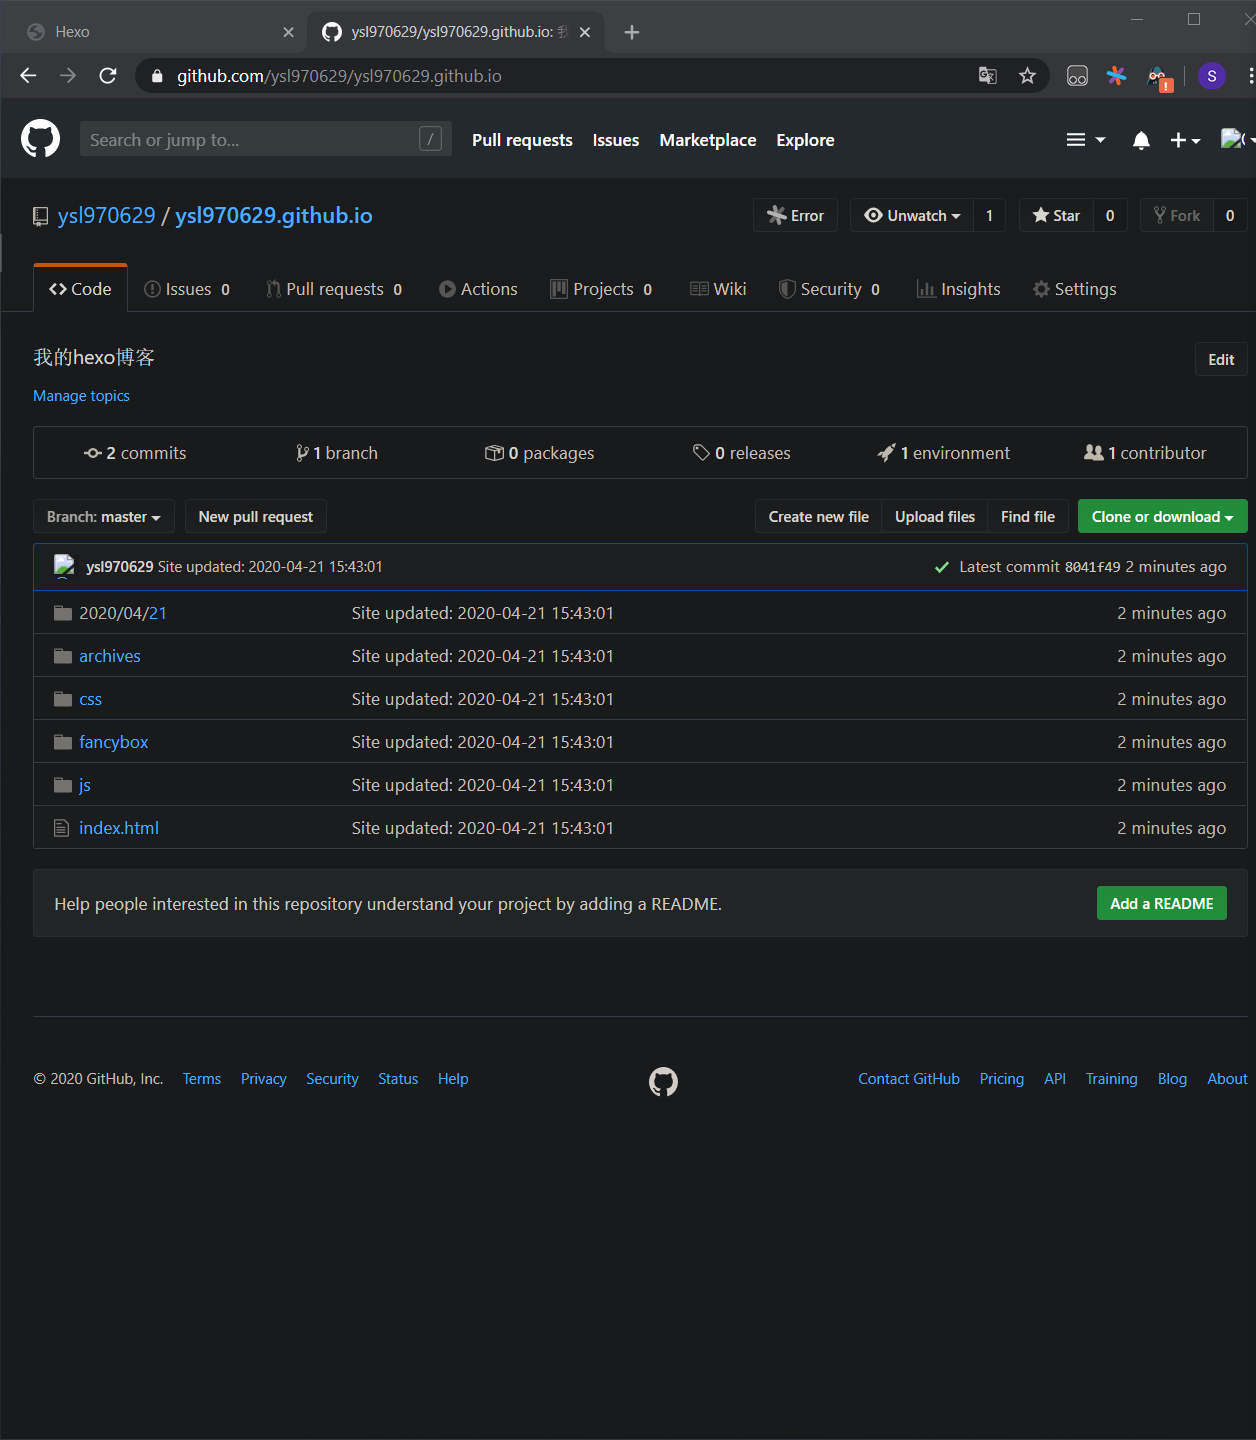 Hexo
ysl970629/ysl970629.github.io: 我
github.com/ysl970629/ysl970629.github.io
S
Search or jump to...
/
Pull requests
Issues
Marketplace
Explore
ysl970629 / ysl970629.github.io
Error
Unwatch 1
Star 0
Fork 0
Code
Issues 0
Pull requests 0
Actions
Projects 0
Wiki
Security 0
Insights
Settings
我的hexo博客
Edit
Manage topics
2 commits
1 branch
0 packages
0 releases
1 environment
1 contributor
Branch: master
New pull request
Create new file
Upload files
Find file
Clone or download
ysl970629 Site updated: 2020-04-21 15:43:01
Latest commit 8041f49 2 minutes ago
2020/04/21 Site updated: 2020-04-21 15:43:01 2 minutes ago
archives Site updated: 2020-04-21 15:43:01 2 minutes ago
css Site updated: 2020-04-21 15:43:01 2 minutes ago
fancybox Site updated: 2020-04-21 15:43:01 2 minutes ago
js Site updated: 2020-04-21 15:43:01 2 minutes ago
index.html Site updated: 2020-04-21 15:43:01 2 minutes ago
Help people interested in this repository understand your project by adding a README.
Add a README
© 2020 GitHub, Inc.
Terms
Privacy
Security
Status
Help
Contact GitHub
Pricing
API
Training
Blog
About